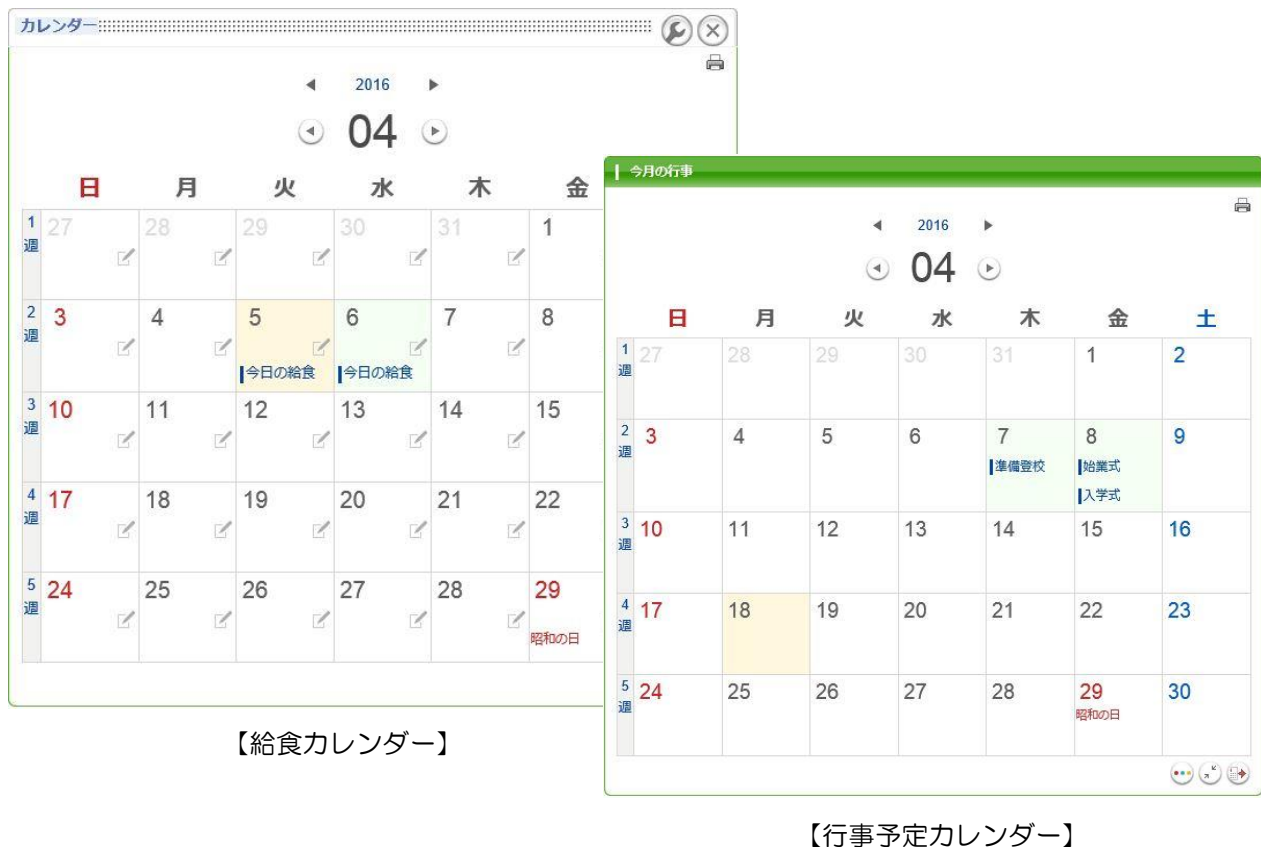 カレンダー
2016
04
日 月 火 水 木 金
1週 27 28 29 30 31 1
2週 3 4 5 6 7 8
今日の給食 今日の給食
3週 10 11 12 13 14 15
4週 17 18 19 20 21 22
5週 24 25 26 27 28 29
昭和の日
【給食カレンダー】
今月の行事
2016
04
日 月 火 水 木 金 土
1週 27 28 29 30 31 1 2
2週 3 4 5 6 7 8 9
準備登校 始業式
入学式
3週 10 11 12 13 14 15 16
4週 17 18 19 20 21 22 23
5週 24 25 26 27 28 29 30
昭和の日
【行事予定カレンダー】